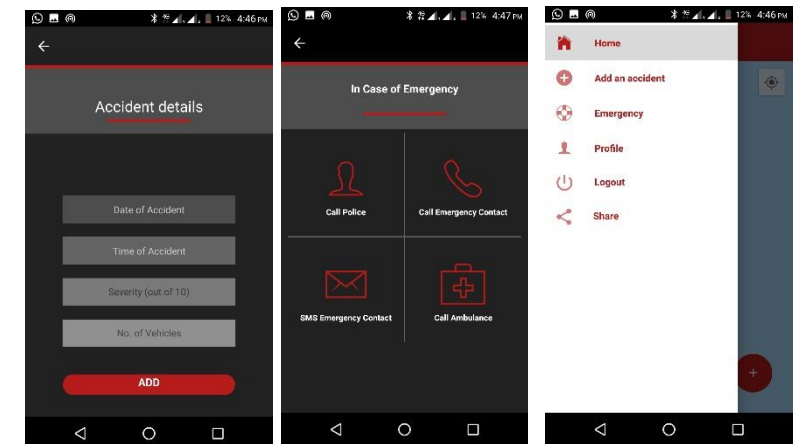 12% 4:46 PM
Accident details
Date of Accident
Time of Accident
Severity (out of 10)
No. of Vehicles
ADD
12% 4:47 PM
In Case of Emergency
Call Police
Call Emergency Contact
SMS Emergency Contact
Call Ambulance
12% 4:46 PM
Home
Add an accident
Emergency
Profile
Logout
Share